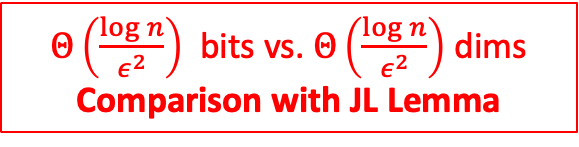 Θ(log n / ϵ²) bits vs. Θ(log n / ϵ²) dims
Comparison with JL Lemma